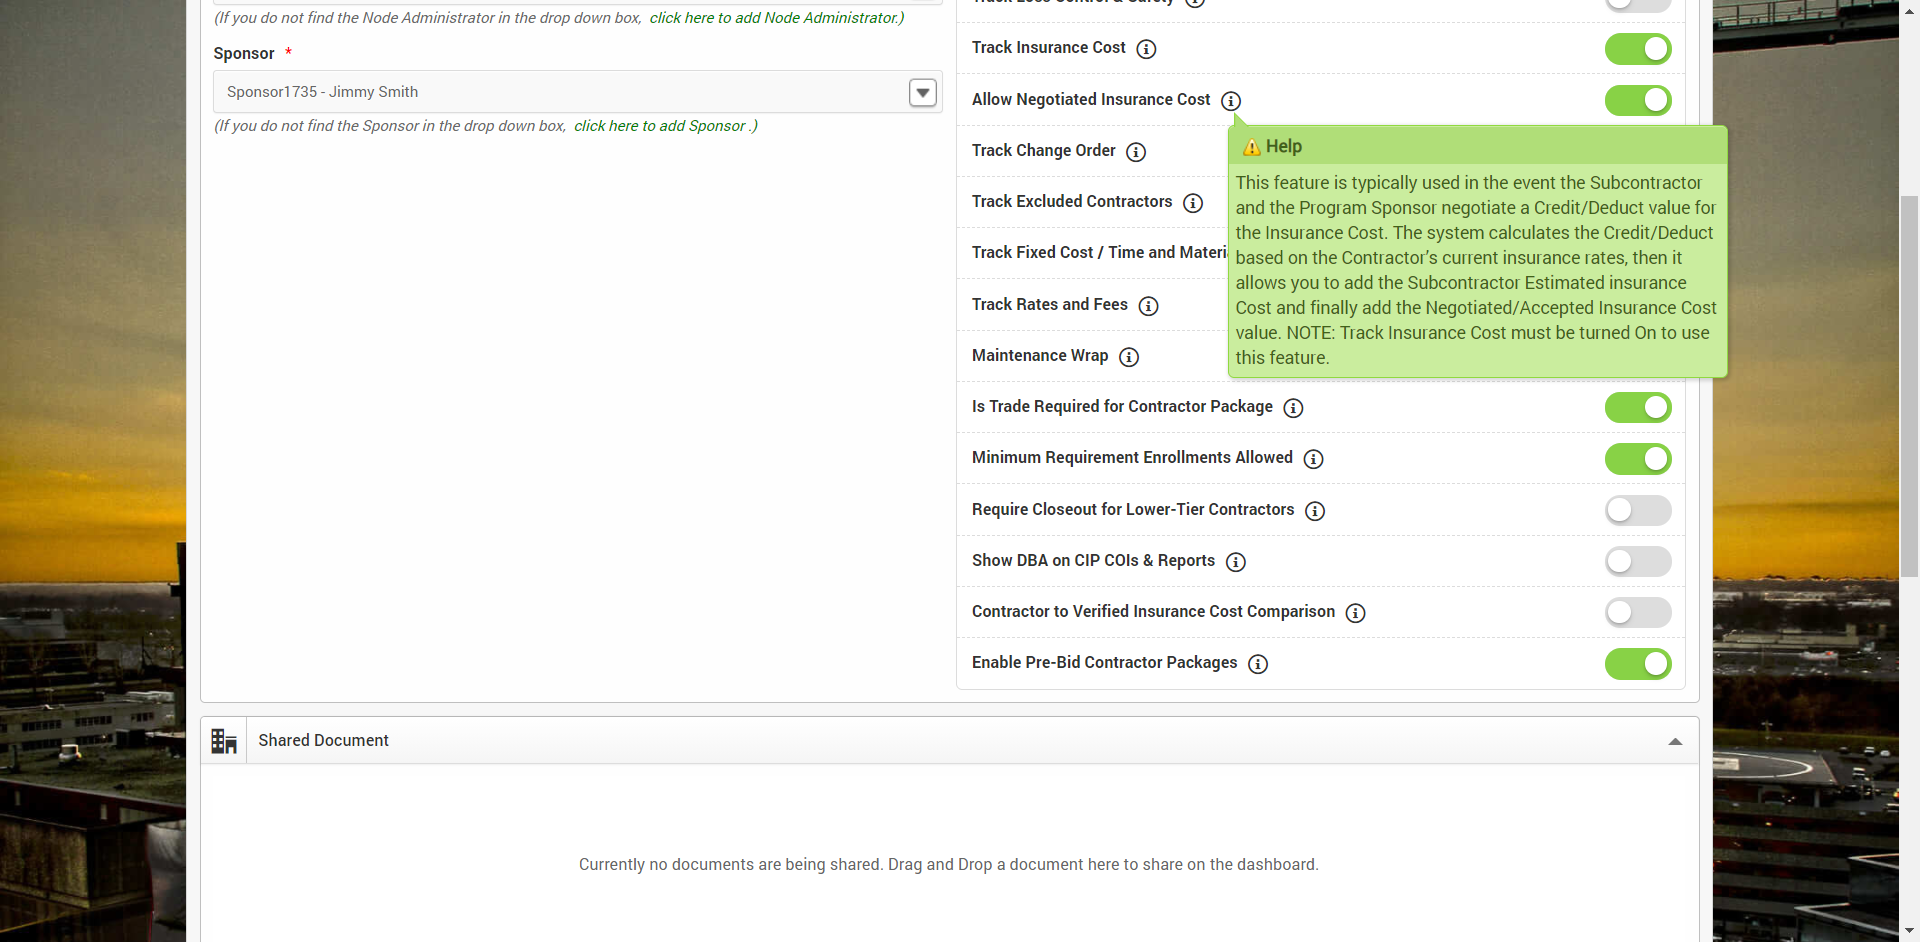 (If you do not find the Node Administrator in the drop down box, click here to add Node Administrator.)
Sponsor *
Sponsor1735 - Jimmy Smith
(If you do not find the Sponsor in the drop down box, click here to add Sponsor .)
Track Loss Control & Safety
Track Insurance Cost
Allow Negotiated Insurance Cost
Track Change Order
Track Excluded Contractors
Track Fixed Cost / Time and Materi
Track Rates and Fees
Maintenance Wrap
Help
This feature is typically used in the event the Subcontractor
and the Program Sponsor negotiate a Credit/Deduct value for
the Insurance Cost. The system calculates the Credit/Deduct
based on the Contractor’s current insurance rates, then it
allows you to add the Subcontractor Estimated insurance
Cost and finally add the Negotiated/Accepted Insurance Cost
value. NOTE: Track Insurance Cost must be turned On to use
this feature.
Is Trade Required for Contractor Package
Minimum Requirement Enrollments Allowed
Require Closeout for Lower-Tier Contractors
Show DBA on CIP COIs & Reports
Contractor to Verified Insurance Cost Comparison
Enable Pre-Bid Contractor Packages
Shared Document
Currently no documents are being shared. Drag and Drop a document here to share on the dashboard.